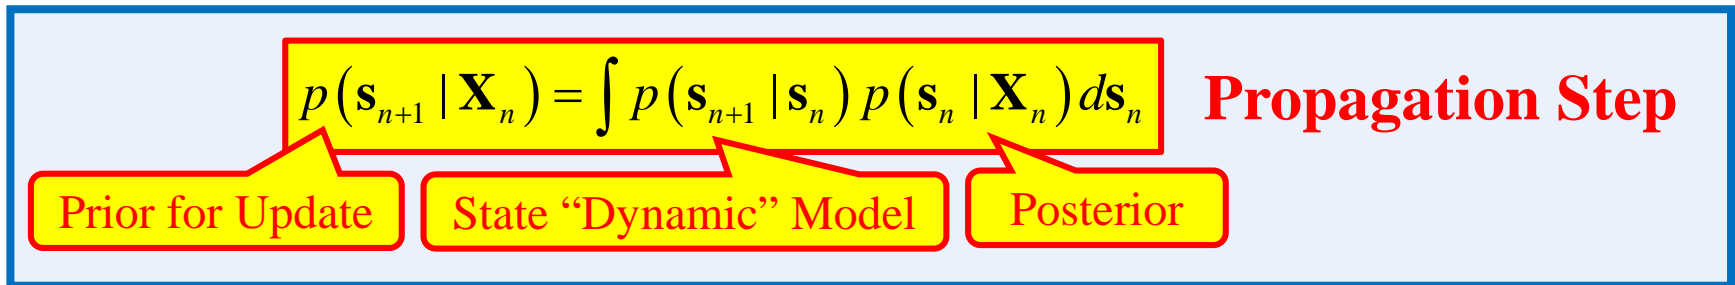 p(s_{n+1} | X_n) = ∫ p(s_{n+1} | s_n) p(s_n | X_n) ds_n
Propagation Step
Prior for Update
State “Dynamic” Model
Posterior